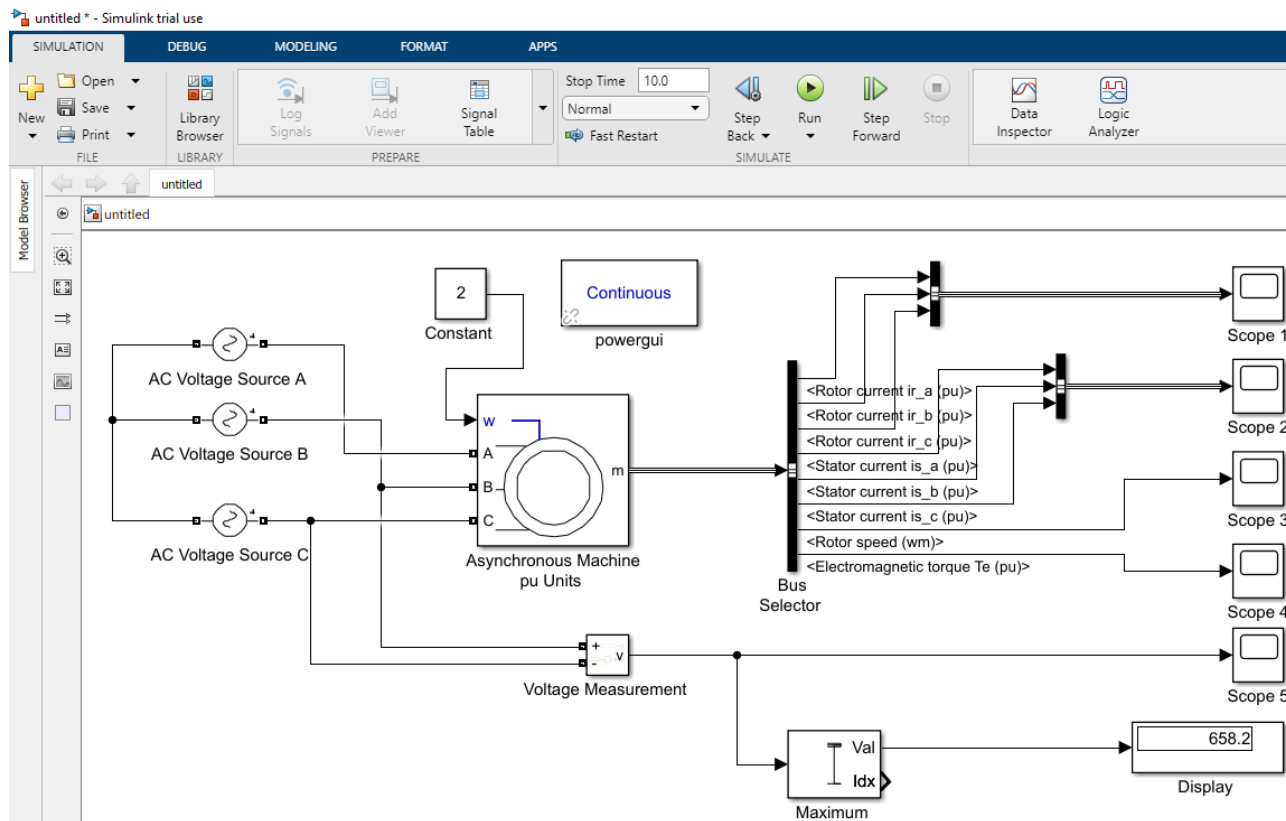 untitled * - Simulink trial use
SIMULATION DEBUG MODELING FORMAT APPS
New
Open
Save
Print
FILE
Library
Browser
LIBRARY
Log
Signals
Add
Viewer
Signal
Table
PREPARE
Stop Time 10.0
Normal
Fast Restart
Step
Back
Run
Step
Forward
Stop
SIMULATE
Data
Inspector
Logic
Analyzer
Model Browser
untitled
untitled
2
Constant
Continuous
powergui
AC Voltage Source A
AC Voltage Source B
AC Voltage Source C
w
A
B
C
m
Asynchronous Machine
pu Units
<Rotor current ir_a (pu)>
<Rotor current ir_b (pu)>
<Rotor current ir_c (pu)>
<Stator current is_a (pu)>
<Stator current is_b (pu)>
<Stator current is_c (pu)>
<Rotor speed (wm)>
<Electromagnetic torque Te (pu)>
Bus
Selector
Scope 1
Scope 2
Scope 3
Scope 4
Scope 5
+
-
v
Voltage Measurement
Val
Idx
Maximum
658.2
Display